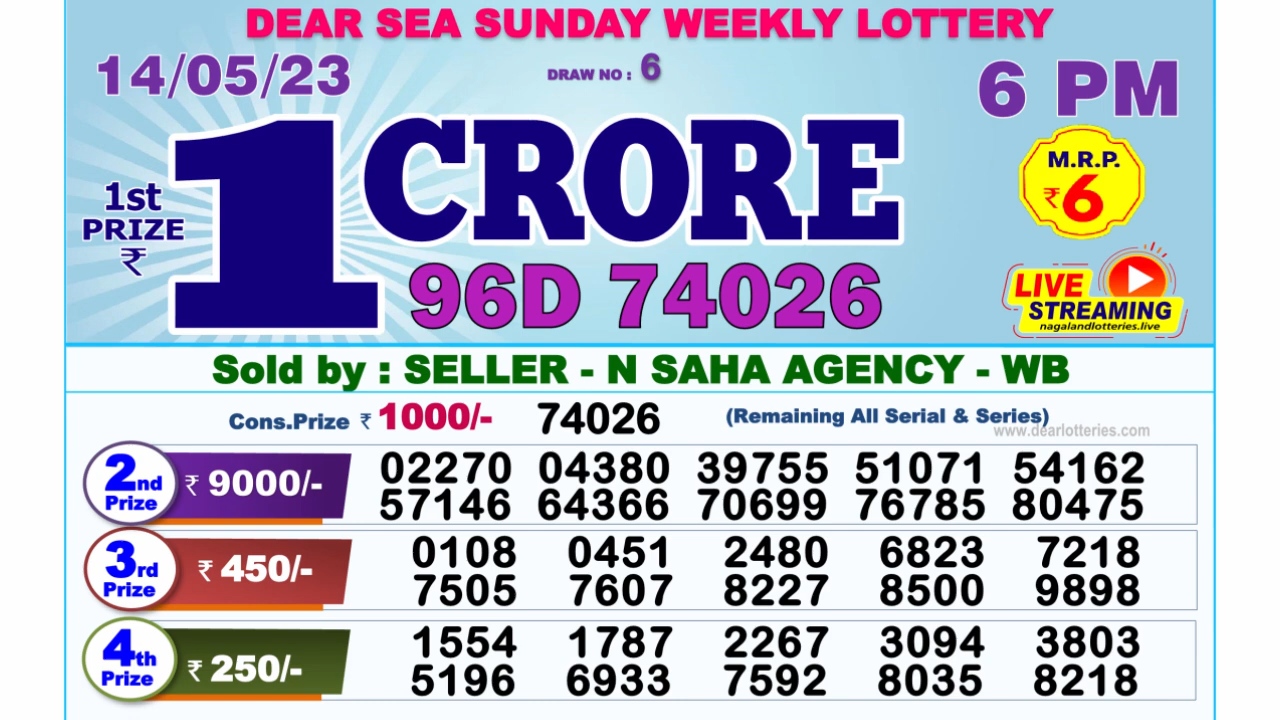 DEAR SEA SUNDAY WEEKLY LOTTERY
14/05/23
DRAW NO : 6
6 PM
1st PRIZE ₹
1 CRORE
96D 74026
M.R.P.
₹6
LIVE
STREAMING
nagalandlotteries.live
Sold by : SELLER - N SAHA AGENCY - WB
Cons.Prize ₹ 1000/- 74026 (Remaining All Serial & Series)
www.dearlotteries.com
2nd Prize ₹ 9000/-
02270 04380 39755 51071 54162
57146 64366 70699 76785 80475
3rd Prize ₹ 450/-
0108 0451 2480 6823 7218
7505 7607 8227 8500 9898
4th Prize ₹ 250/-
1554 1787 2267 3094 3803
5196 6933 7592 8035 8218